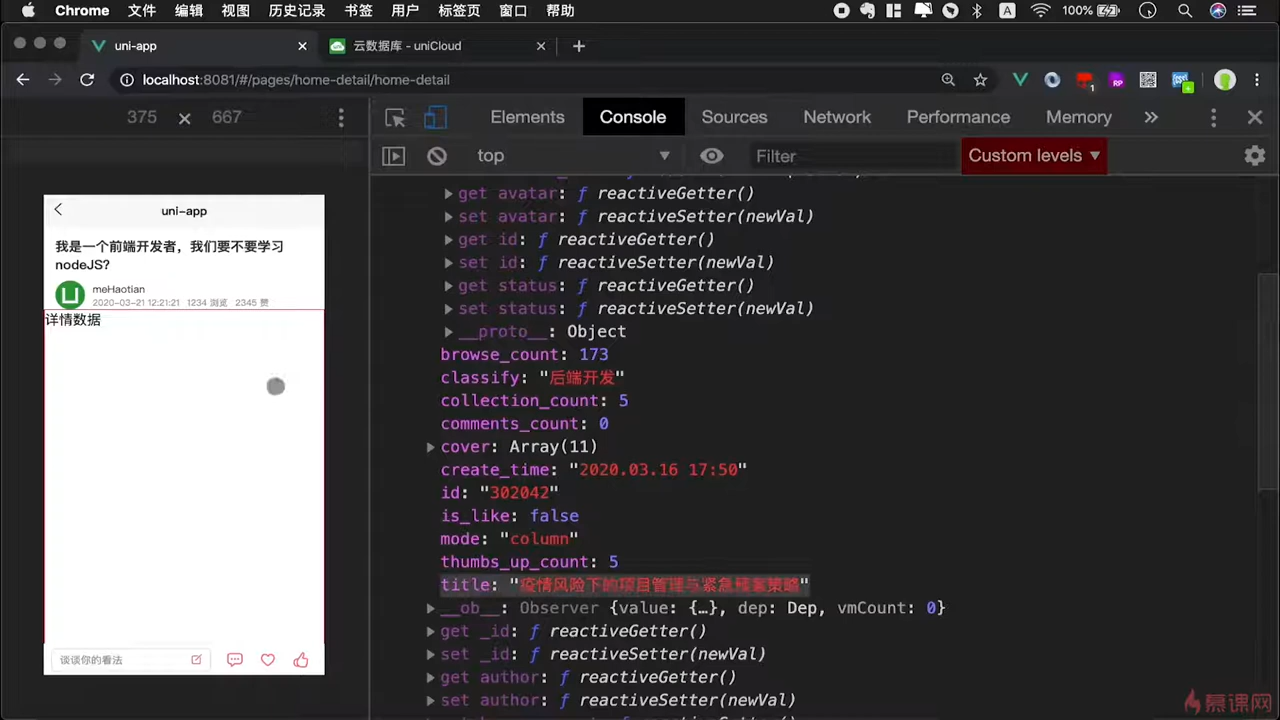 Chrome 文件 编辑 视图 历史记录 书签 用户 标签页 窗口 帮助 A 100%
uni-app 云数据库 - uniCloud
localhost:8081/#/pages/home-detail/home-detail
375 × 667
Elements Console Sources Network Performance Memory
top Filter Custom levels
get avatar: ƒ reactiveGetter()
set avatar: ƒ reactiveSetter(newVal)
get id: ƒ reactiveGetter()
set id: ƒ reactiveSetter(newVal)
get status: ƒ reactiveGetter()
set status: ƒ reactiveSetter(newVal)
__proto__: Object
browse_count: 173
classify: "后端开发"
collection_count: 5
comments_count: 0
cover: Array(11)
create_time: "2020.03.16 17:50"
id: "302042"
is_like: false
mode: "column"
thumbs_up_count: 5
title: "疫情风险下的项目管理与紧急预案策略"
__ob__: Observer {value: {…}, dep: Dep, vmCount: 0}
get _id: ƒ reactiveGetter()
set _id: ƒ reactiveSetter(newVal)
get author: ƒ reactiveGetter()
set author: ƒ reactiveSetter(newVal)
uni-app
我是一个前端开发者，我们要不要学习
nodeJS?
meHaotian
2020-03-21 12:21:21 1234 浏览 2345 赞
详情数据
谈谈你的看法
慕课网